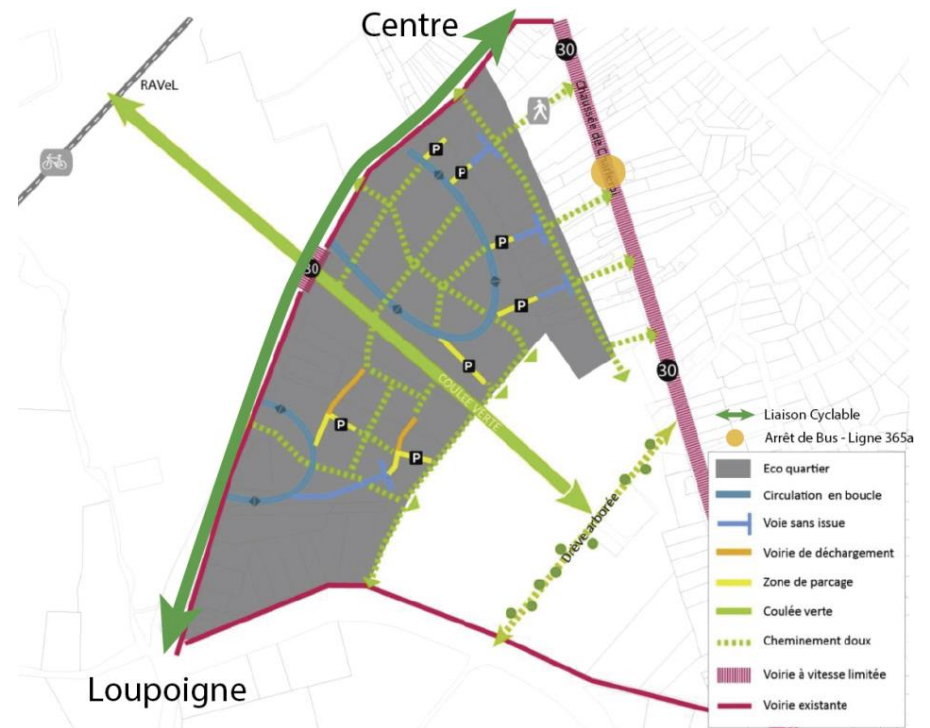 Centre
30
RAVeL
Chaussée de Charleroi
P
P
P
30
P
COULÉE VERTE
P
30
P
P
Drève arborée
Loupoigne
Liaison Cyclable
Arrêt de Bus - Ligne 365a
Eco quartier
Circulation en boucle
Voie sans issue
Voirie de déchargement
Zone de parcage
Coulée verte
Cheminement doux
Voirie à vitesse limitée
Voirie existante